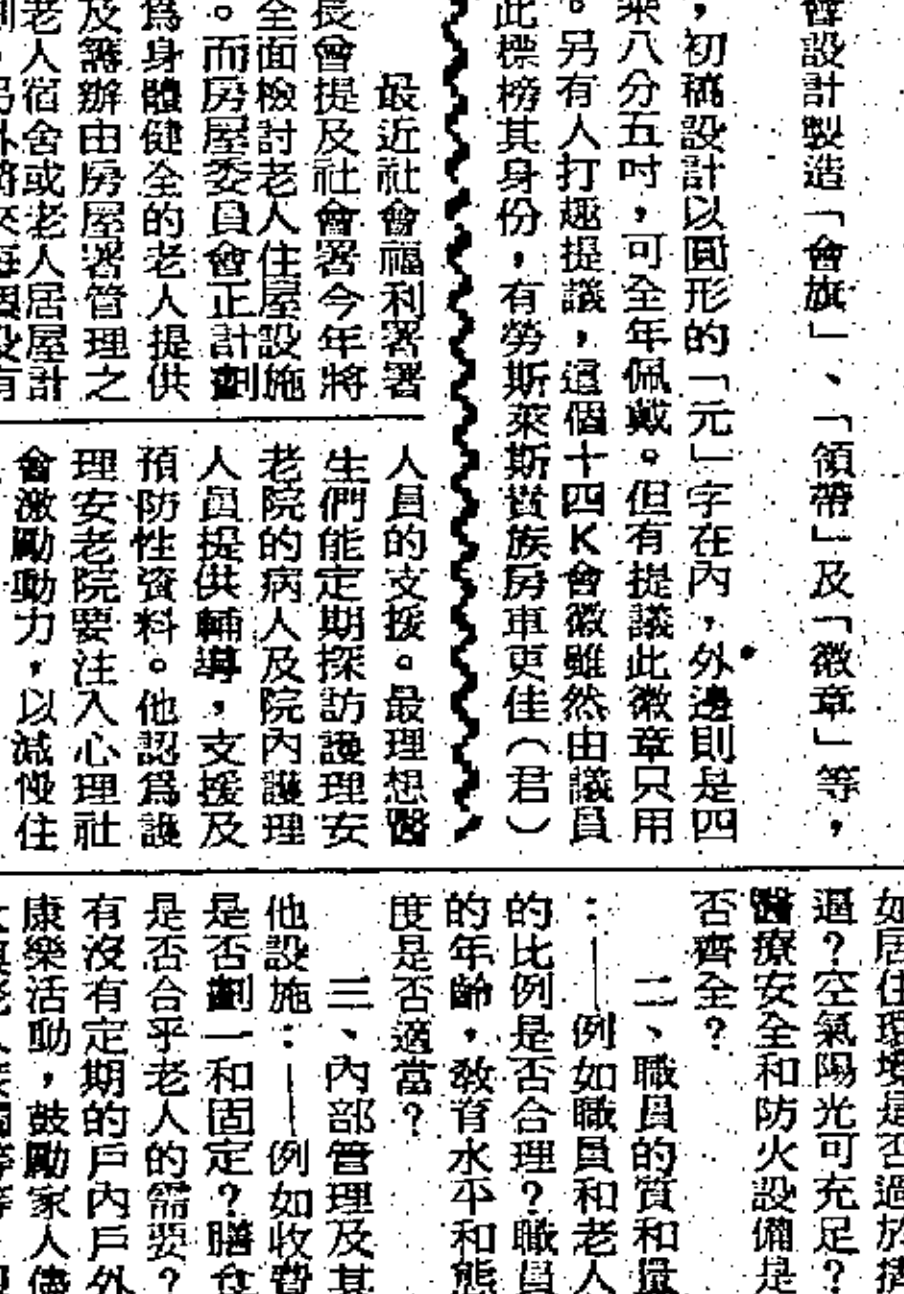 會設計製造「會旗」、「領帶」及「徽章」等，
，初稿設計以圓形的「元」字在內，外邊則是四
乘八分五吋，可全年佩戴。但有提議此徽章只用
。另有人打趣提議，這個十四K會徽雖然由議員
此標榜其身份，有勞斯萊斯貴族房車更佳（君）
最近社會福利署署
長會提及社會署今年將
全面檢討老人住屋設施
。而房屋委員會正計劃
爲身體健全的老人提供
及籌辦由房屋署管理之
老人宿舍或老人居屋計
人員的支援。最理想醫
生們能定期探訪護理安
老院的病人及院內護理
人員提供輔導，支援及
預防性資料。他認爲護
理安老院要注入心理社
會激勵動力，以減慢住
如居住環境是否過於擠
逼？空氣陽光可充足？
醫療安全和防火設備是
否齊全？
二、職員的質和量
：—例如職員和老人
的比例是否合理？職員
的年齡，敎育水平和態
度是否適當？
三、內部管理及其
他設施：—例如收費
是否劃一和固定？膳食
是否合乎老人的需要？
有沒有定期的戶內戶外
康樂活動，鼓勵家人儘